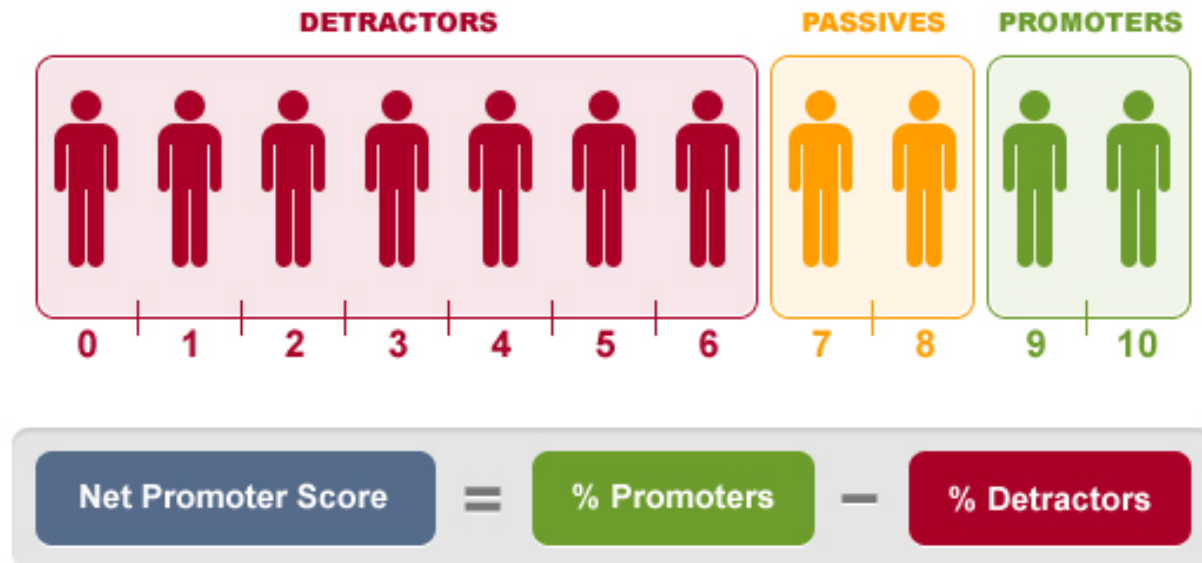 DETRACTORS PASSIVES PROMOTERS
0 1 2 3 4 5 6 7 8 9 10
Net Promoter Score = % Promoters − % Detractors